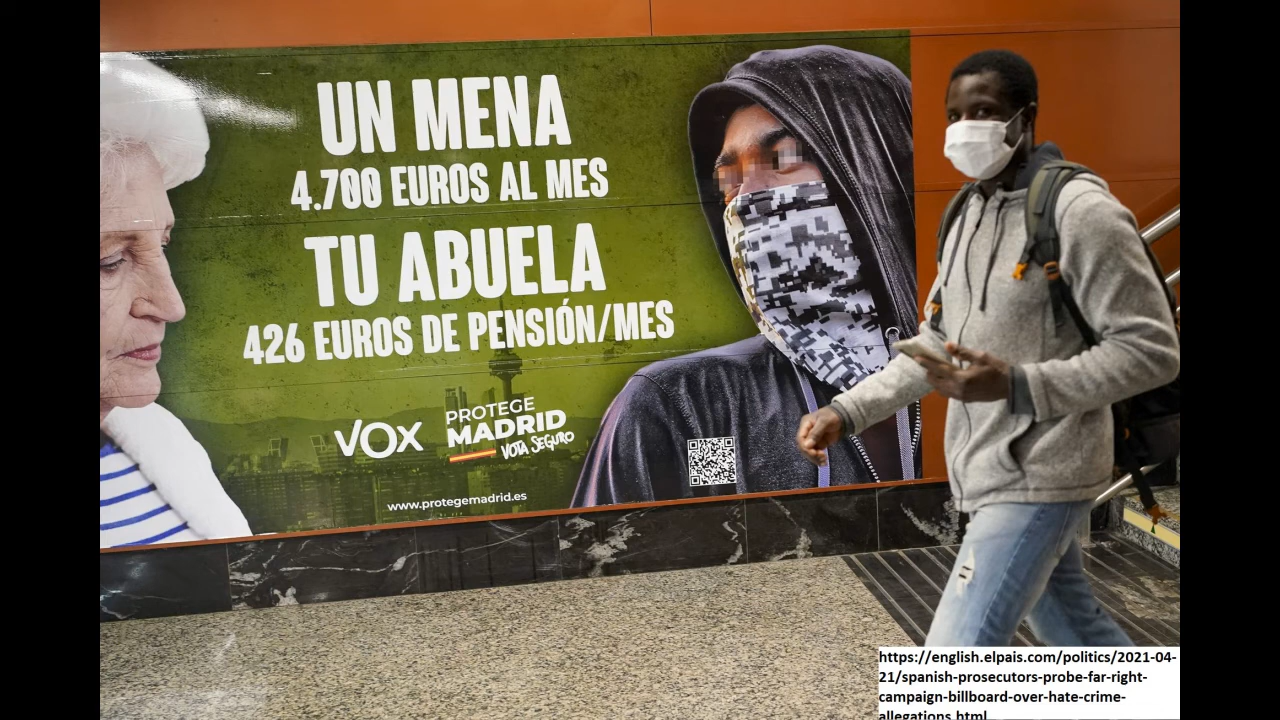 UN MENA
4.700 EUROS AL MES
TU ABUELA
426 EUROS DE PENSIÓN/MES
VOX
PROTEGE
MADRID
VOTA SEGURO
www.protegemadrid.es
https://english.elpais.com/politics/2021-04-
21/spanish-prosecutors-probe-far-right-
campaign-billboard-over-hate-crime-
allegations.html